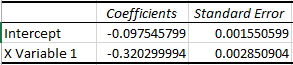 Coefficients Standard Error
Intercept -0.097545799 0.001550599
X Variable 1 -0.320299994 0.002850904